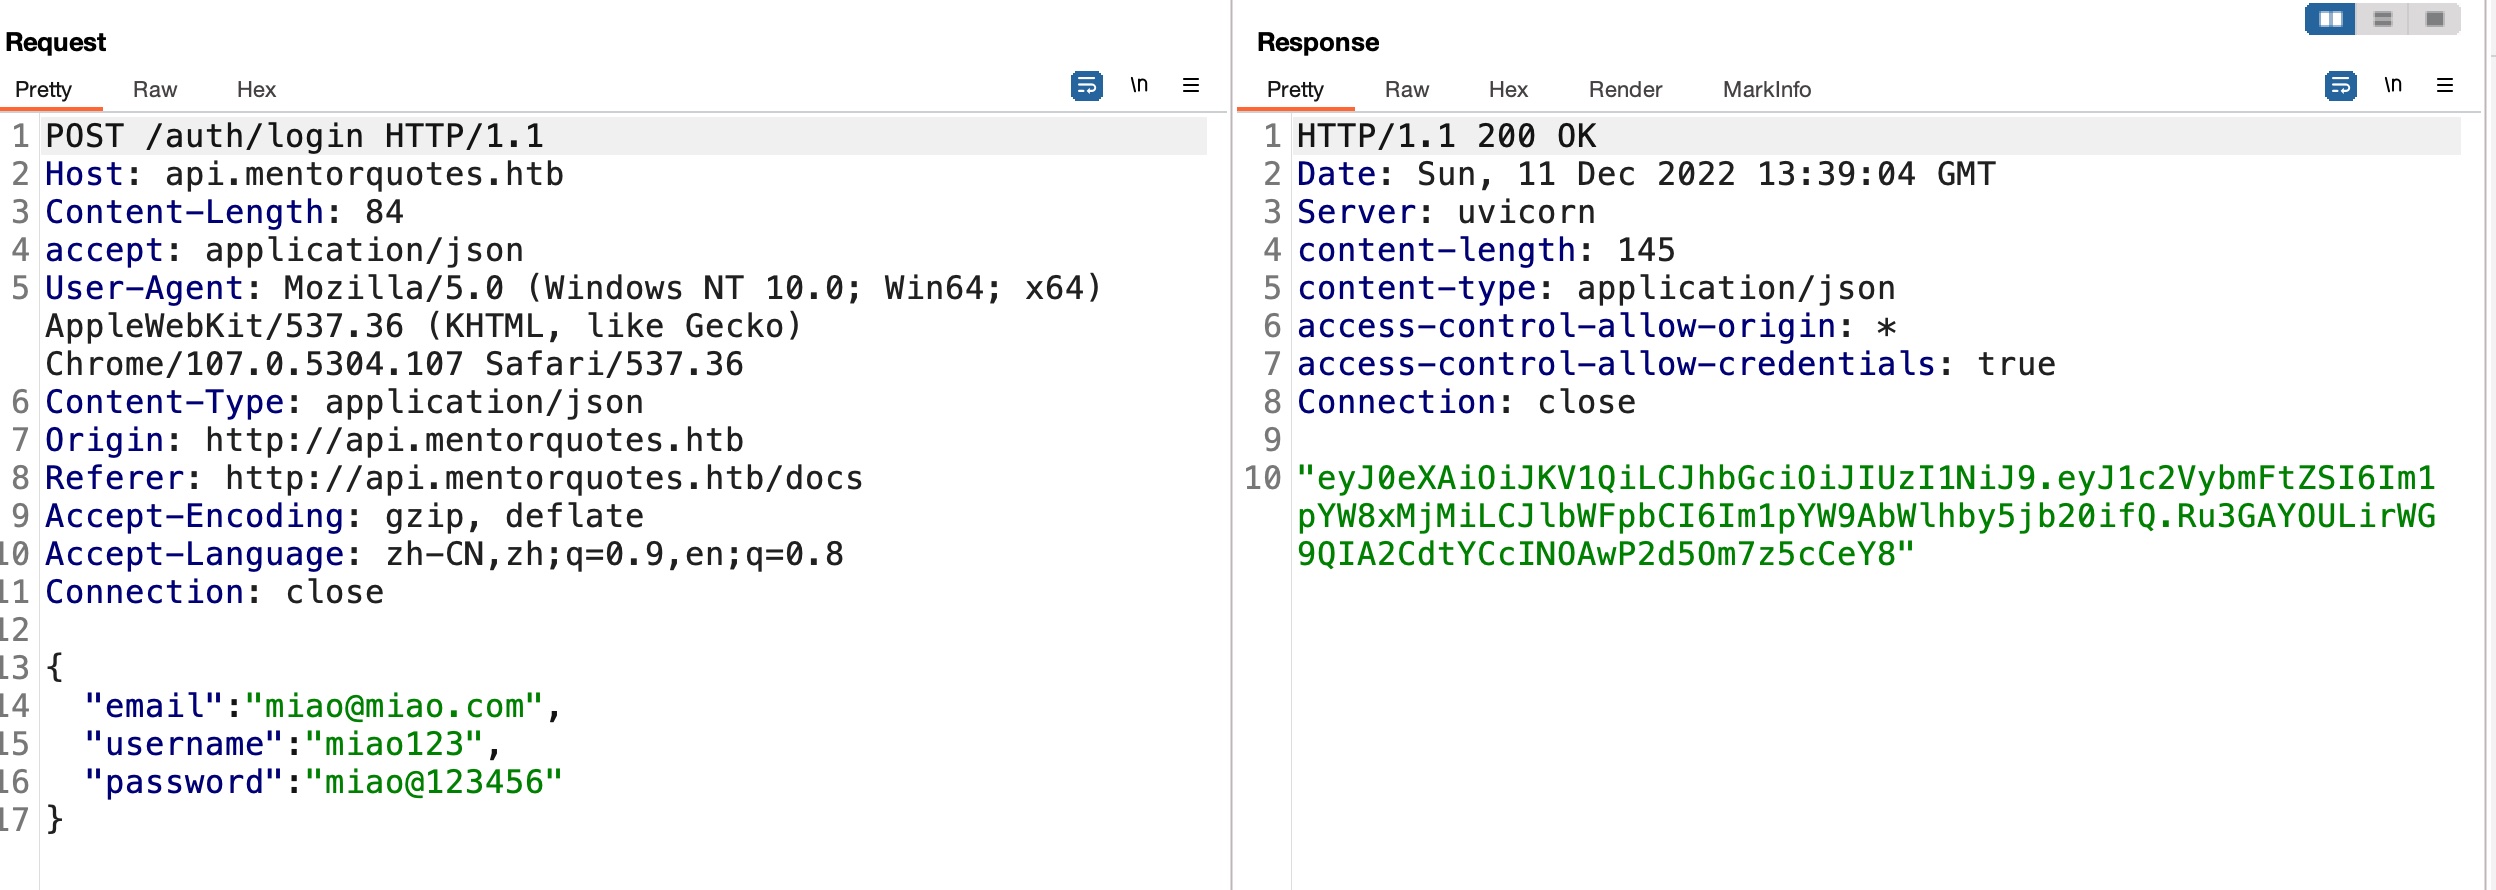 Request
Pretty Raw Hex \n
1 POST /auth/login HTTP/1.1
2 Host: api.mentorquotes.htb
3 Content-Length: 84
4 accept: application/json
5 User-Agent: Mozilla/5.0 (Windows NT 10.0; Win64; x64)
AppleWebKit/537.36 (KHTML, like Gecko)
Chrome/107.0.5304.107 Safari/537.36
6 Content-Type: application/json
7 Origin: http://api.mentorquotes.htb
8 Referer: http://api.mentorquotes.htb/docs
9 Accept-Encoding: gzip, deflate
10 Accept-Language: zh-CN,zh;q=0.9,en;q=0.8
11 Connection: close
12
13 {
14 "email":"miao@miao.com",
15 "username":"miao123",
16 "password":"miao@123456"
17 }
Response
Pretty Raw Hex Render MarkInfo \n
1 HTTP/1.1 200 OK
2 Date: Sun, 11 Dec 2022 13:39:04 GMT
3 Server: uvicorn
4 content-length: 145
5 content-type: application/json
6 access-control-allow-origin: *
7 access-control-allow-credentials: true
8 Connection: close
9
10 "eyJ0eXAiOiJKV1QiLCJhbGciOiJIUzI1NiJ9.eyJ1c2VybmFtZSI6Im1
pYW8xMjMiLCJlbWFpbCI6Im1pYW9AbWlhby5jb20ifQ.Ru3GAYOULirWG
9QIA2CdtYCcINOAwP2d5Om7z5cCeY8"